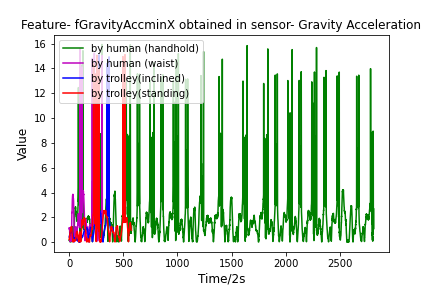 Feature- fGravityAccminX obtained in sensor- Gravity Acceleration
16
14
12
10
8
6
4
2
0
Value
by human (handhold)
by human (waist)
by trolley(inclined)
by trolley(standing)
0 500 1000 1500 2000 2500
Time/2s